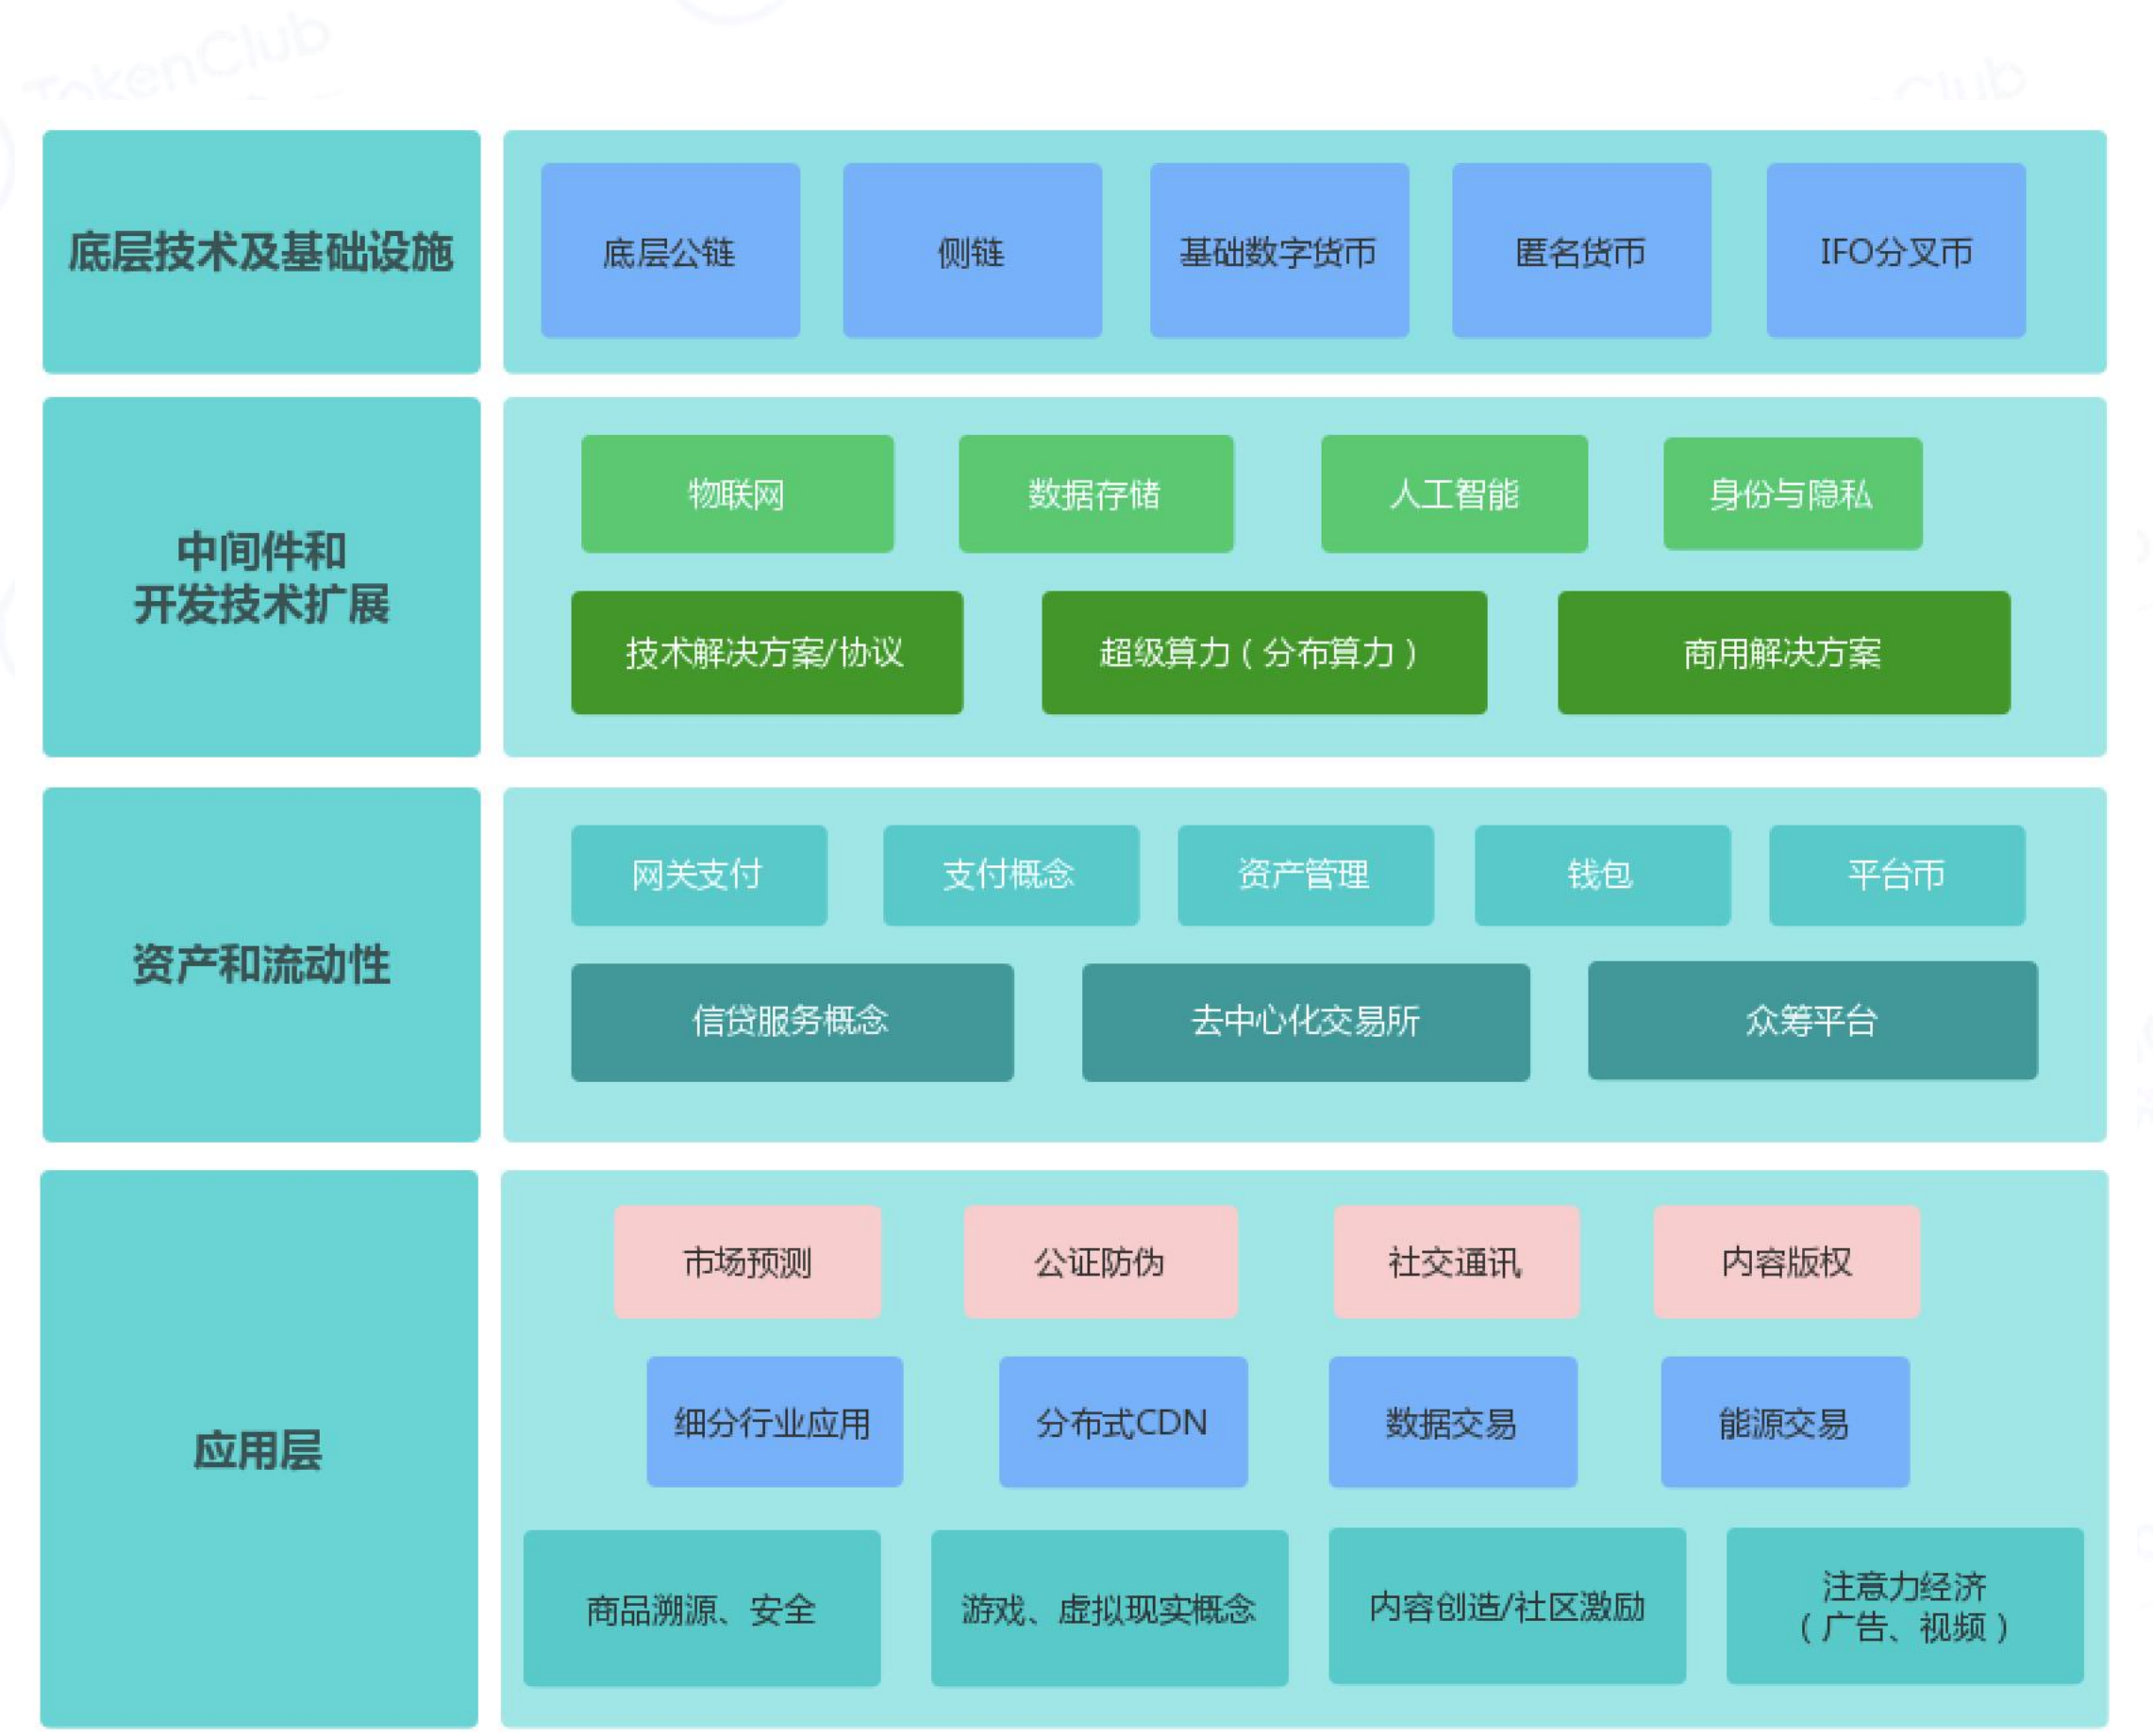 TokenClub
Club
底层技术及基础设施
底层公链
侧链
基础数字货币
匿名货币
IFO分叉币
中间件和
开发技术扩展
物联网
数据存储
人工智能
身份与隐私
技术解决方案/协议
超级算力（分布算力）
商用解决方案
资产和流动性
网关支付
支付概念
资产管理
钱包
平台币
信贷服务概念
去中心化交易所
众筹平台
应用层
市场预测
公证防伪
社交通讯
内容版权
细分行业应用
分布式CDN
数据交易
能源交易
商品溯源、安全
游戏、虚拟现实概念
内容创造/社区激励
注意力经济
（广告、视频）